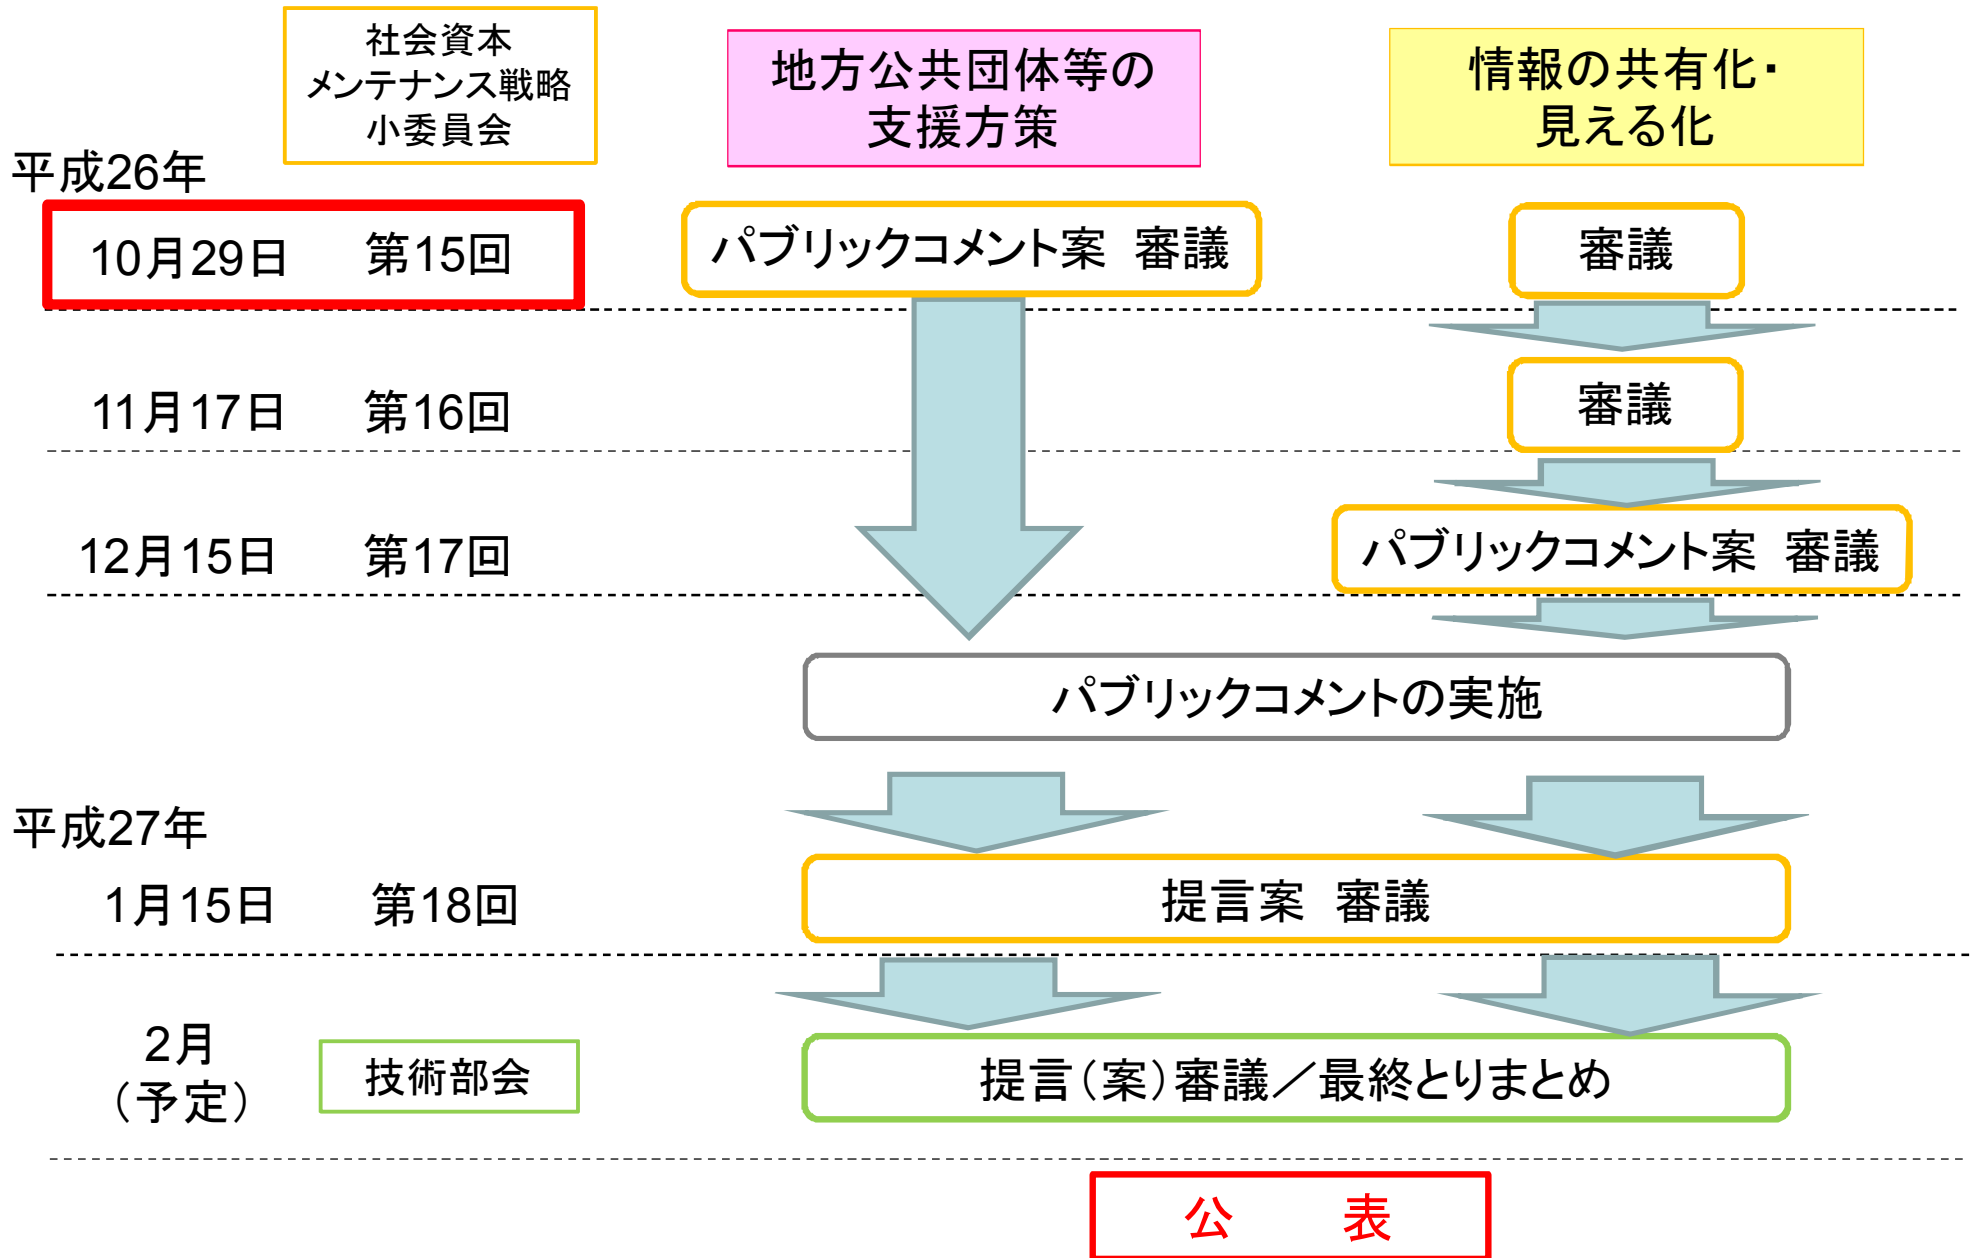 社会資本
メンテナンス戦略
小委員会
地方公共団体等の
支援方策
情報の共有化・
見える化
平成26年
10月29日 第15回
パブリックコメント案 審議
審議
11月17日 第16回
審議
12月15日 第17回
パブリックコメント案 審議
パブリックコメントの実施
平成27年
1月15日 第18回
提言案 審議
2月
（予定）
技術部会
提言（案）審議／最終とりまとめ
公 表